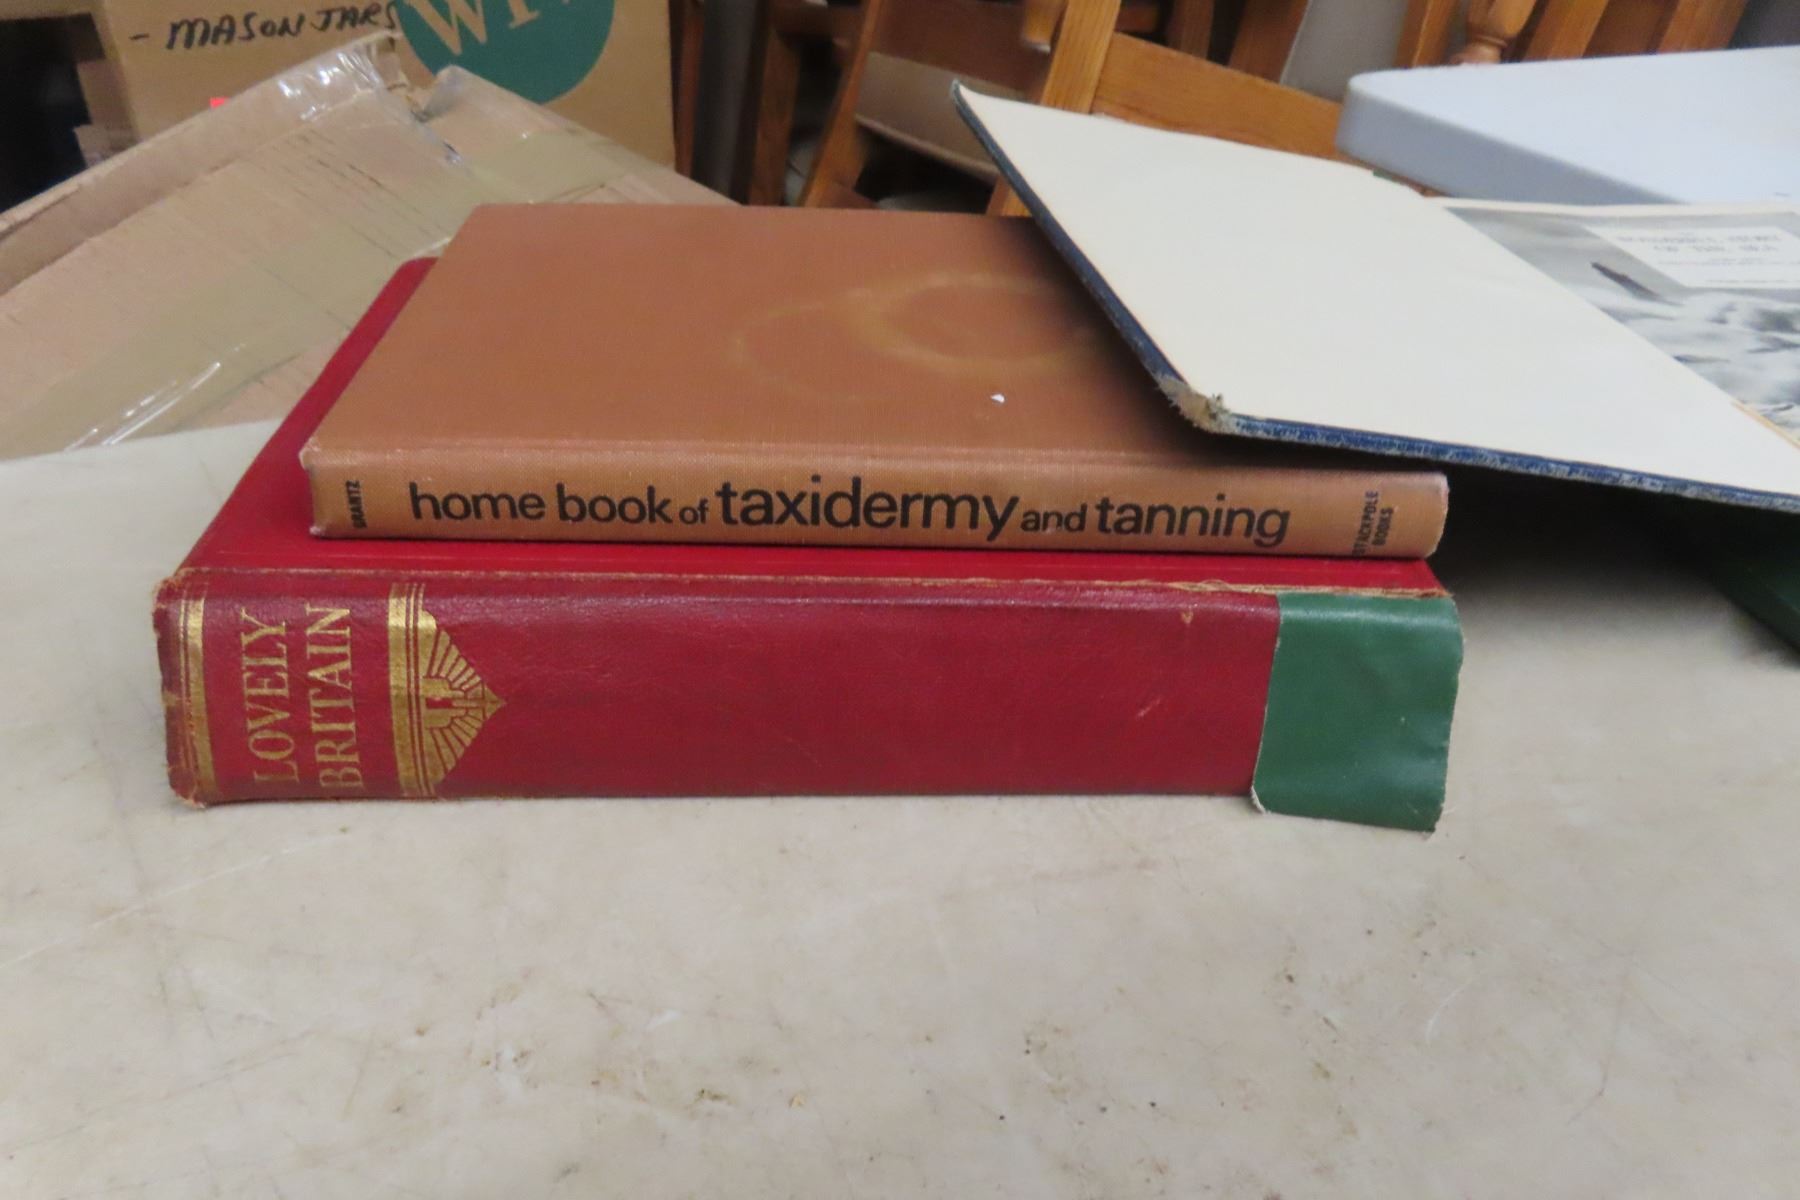 - MASON JARS
GRANTZ
home book of taxidermy and tanning
STACKPOLE
BOOKS
LOVELY
BRITAIN